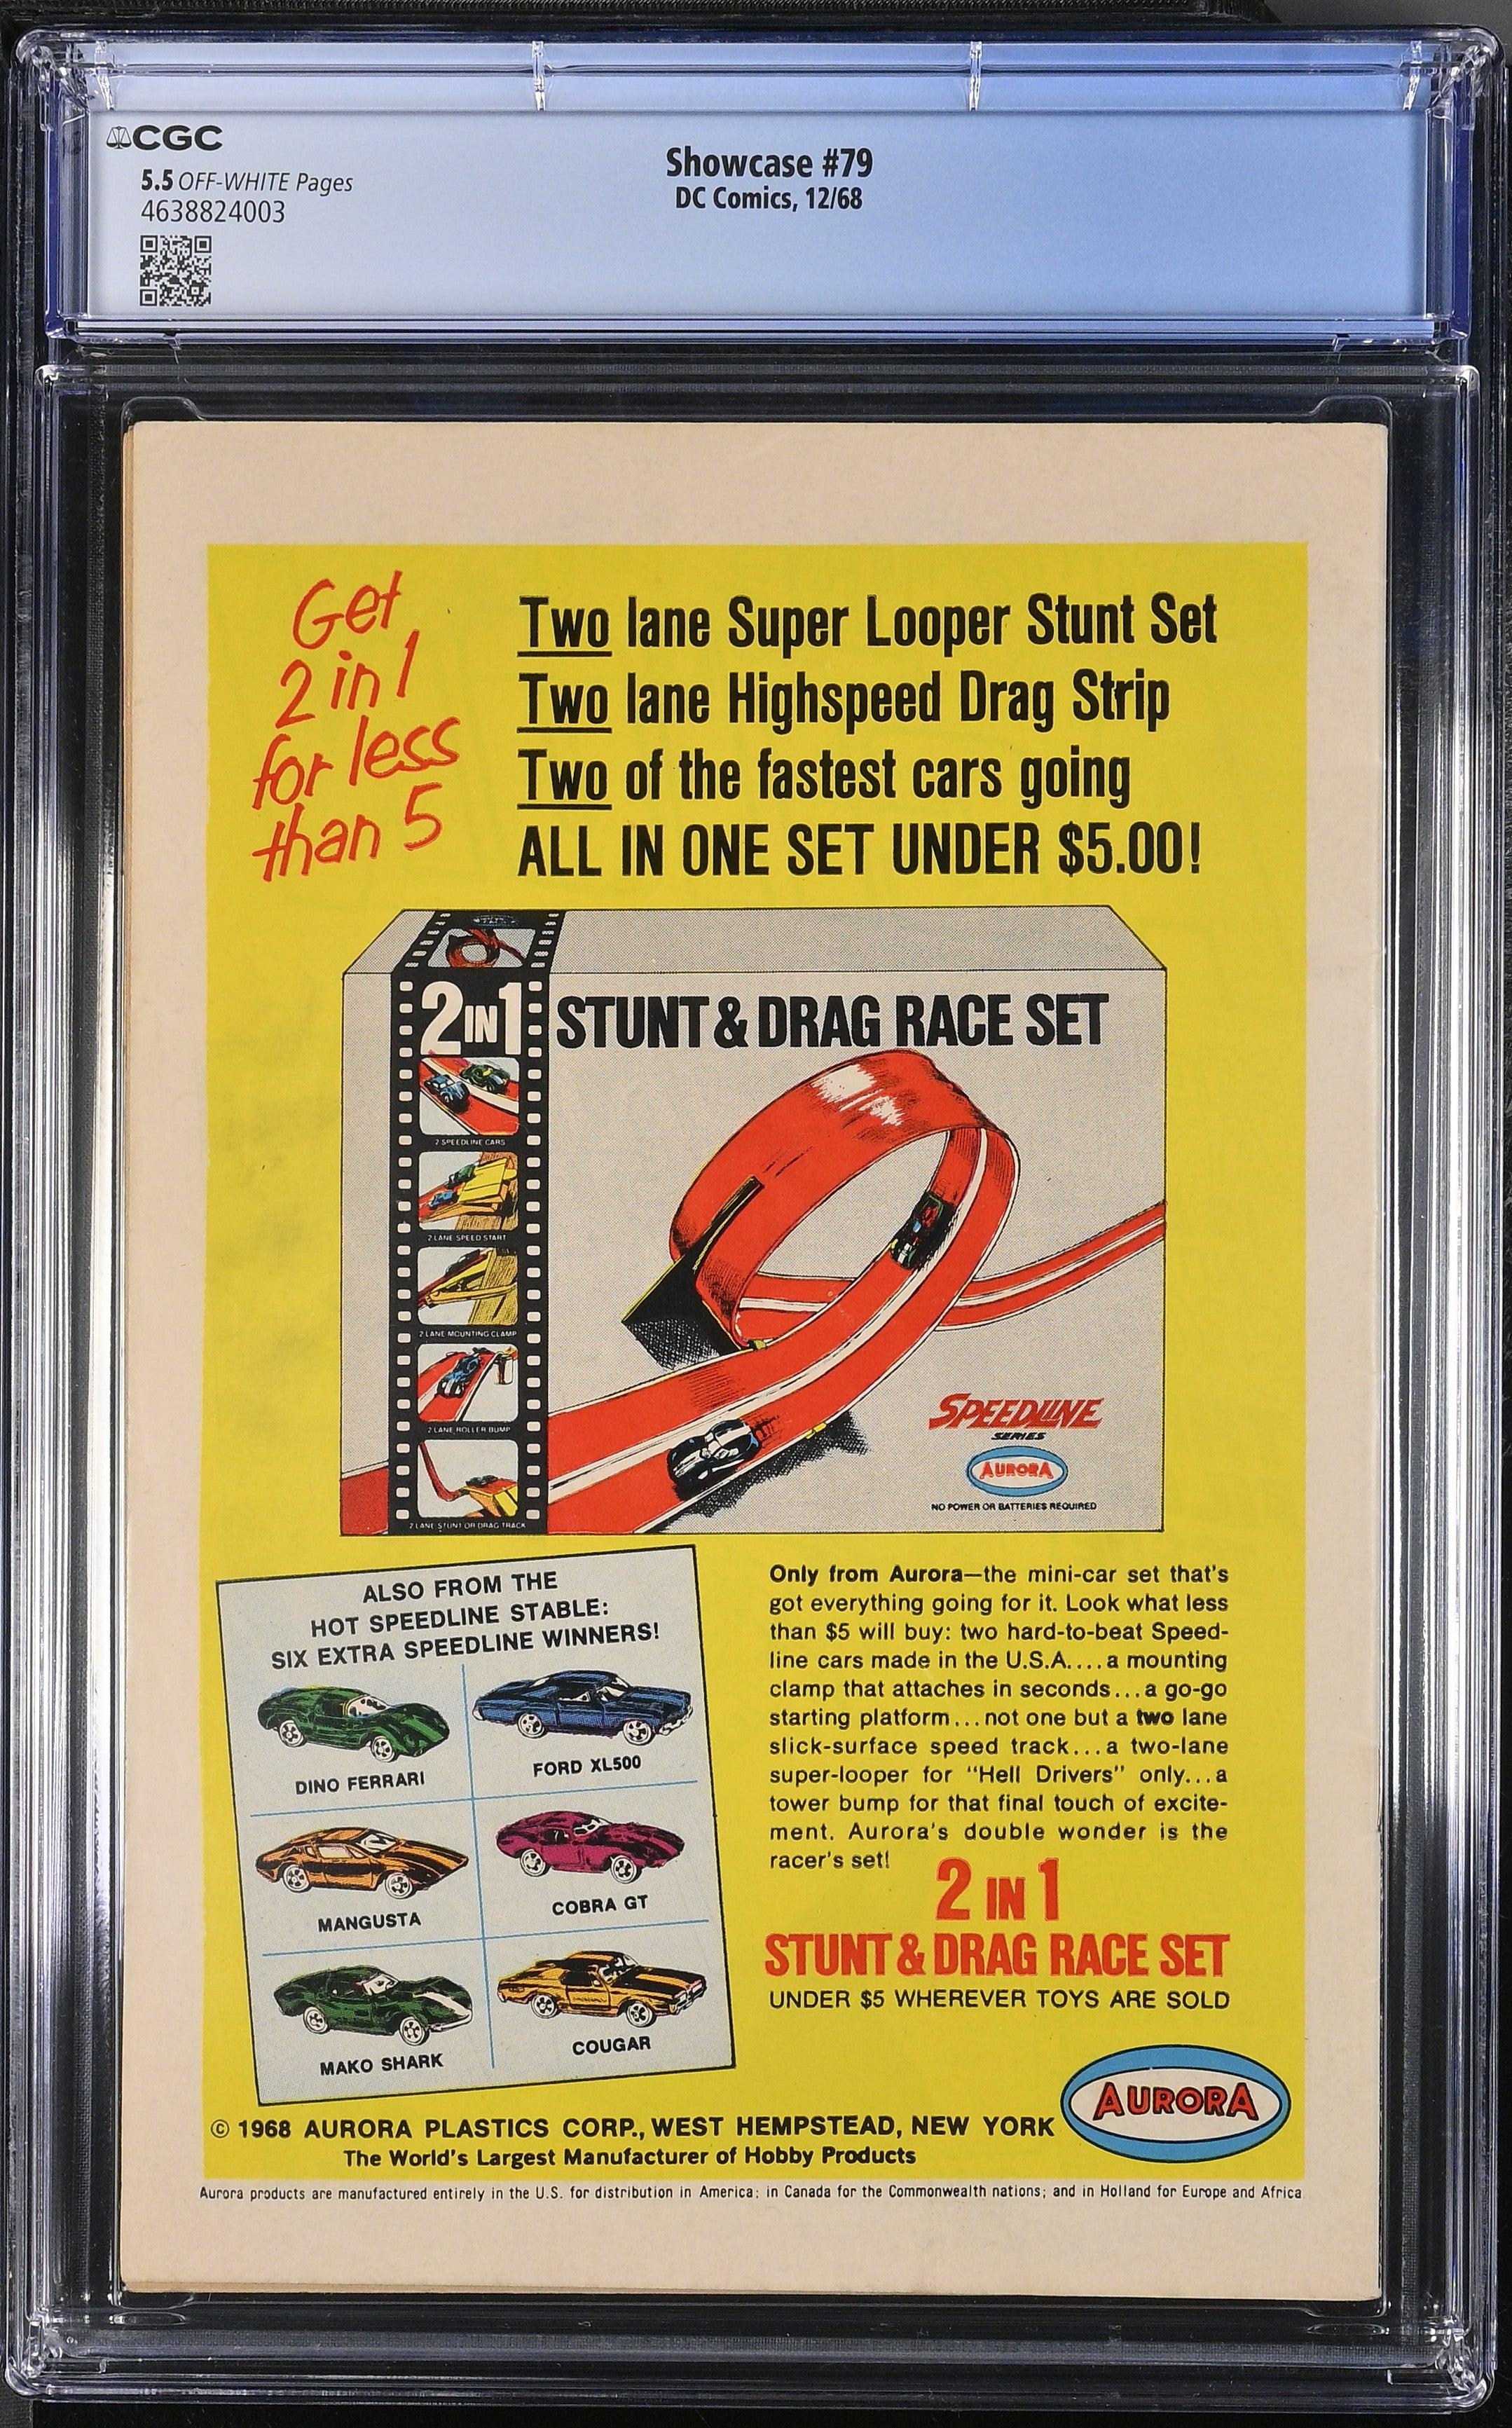 CGC
5.5 OFF-WHITE Pages
4638824003
Showcase #79
DC Comics, 12/68
Get
2 in 1
for less
than 5
Two lane Super Looper Stunt Set
Two lane Highspeed Drag Strip
Two of the fastest cars going
ALL IN ONE SET UNDER $5.00!
2 IN 1 STUNT & DRAG RACE SET
2 SPEEDLINE CARS
2 LANE SPEED START
2 LANE MOUNTING CLAMP
2 LANE ROLLER BUMP
2 LANE STUNT OR DRAG TRACK
SPEEDLINE
SERIES
AURORA
NO POWER OR BATTERIES REQUIRED
ALSO FROM THE
HOT SPEEDLINE STABLE:
SIX EXTRA SPEEDLINE WINNERS!
DINO FERRARI
FORD XL500
MANGUSTA
COBRA GT
MAKO SHARK
COUGAR
Only from Aurora—the mini-car set that's
got everything going for it. Look what less
than $5 will buy: two hard-to-beat Speed-
line cars made in the U.S.A.... a mounting
clamp that attaches in seconds...a go-go
starting platform...not one but a two lane
slick-surface speed track...a two-lane
super-looper for "Hell Drivers" only...a
tower bump for that final touch of excite-
ment. Aurora's double wonder is the
racer's set!
2 IN 1
STUNT & DRAG RACE SET
UNDER $5 WHEREVER TOYS ARE SOLD
AURORA
© 1968 AURORA PLASTICS CORP., WEST HEMPSTEAD, NEW YORK
The World's Largest Manufacturer of Hobby Products
Aurora products are manufactured entirely in the U.S. for distribution in America; in Canada for the Commonwealth nations; and in Holland for Europe and Africa